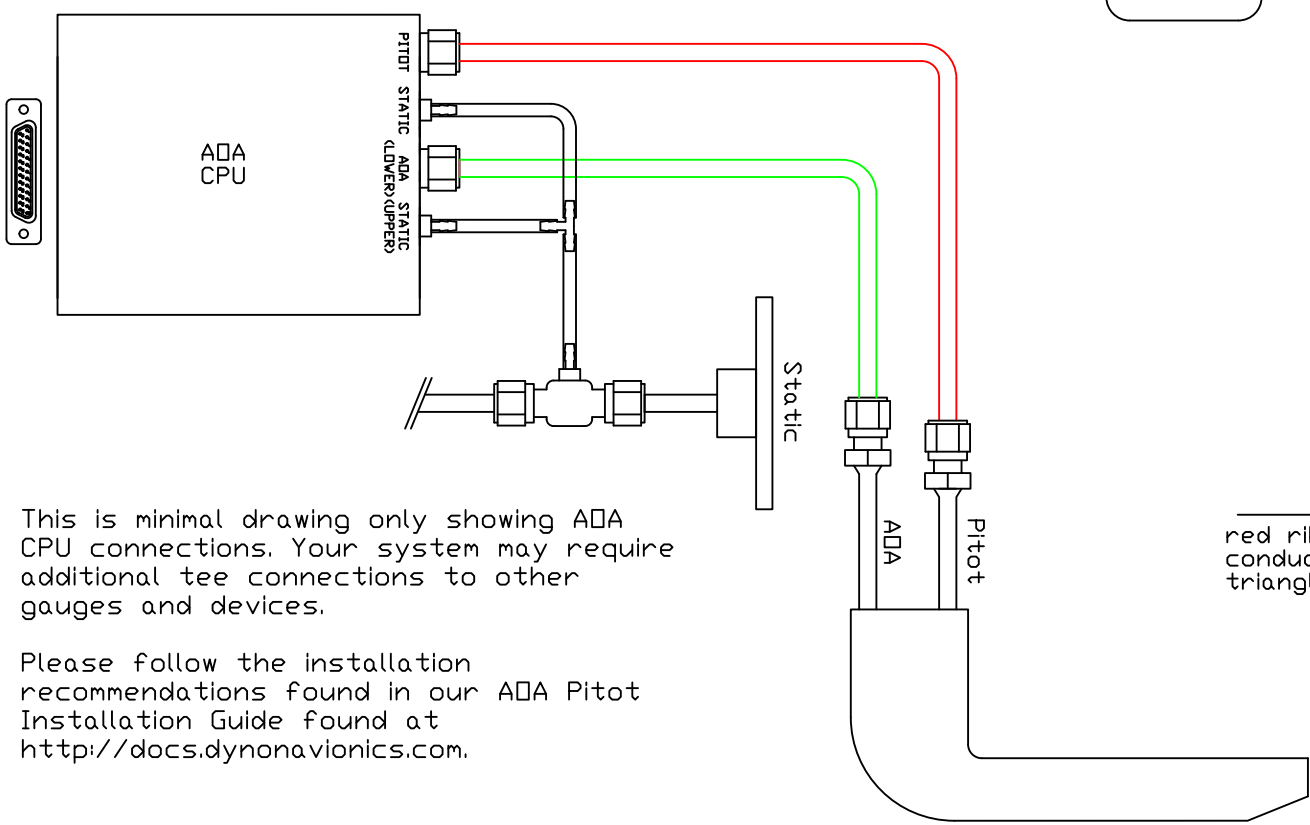 PITOT
STATIC
AOA
(LOWER)(UPPER)
STATIC
AOA
CPU
Static
AOA
Pitot
This is minimal drawing only showing AOA
CPU connections. Your system may require
additional tee connections to other
gauges and devices.
Please follow the installation
recommendations found in our AOA Pitot
Installation Guide found at
http://docs.dynonavionics.com.
red